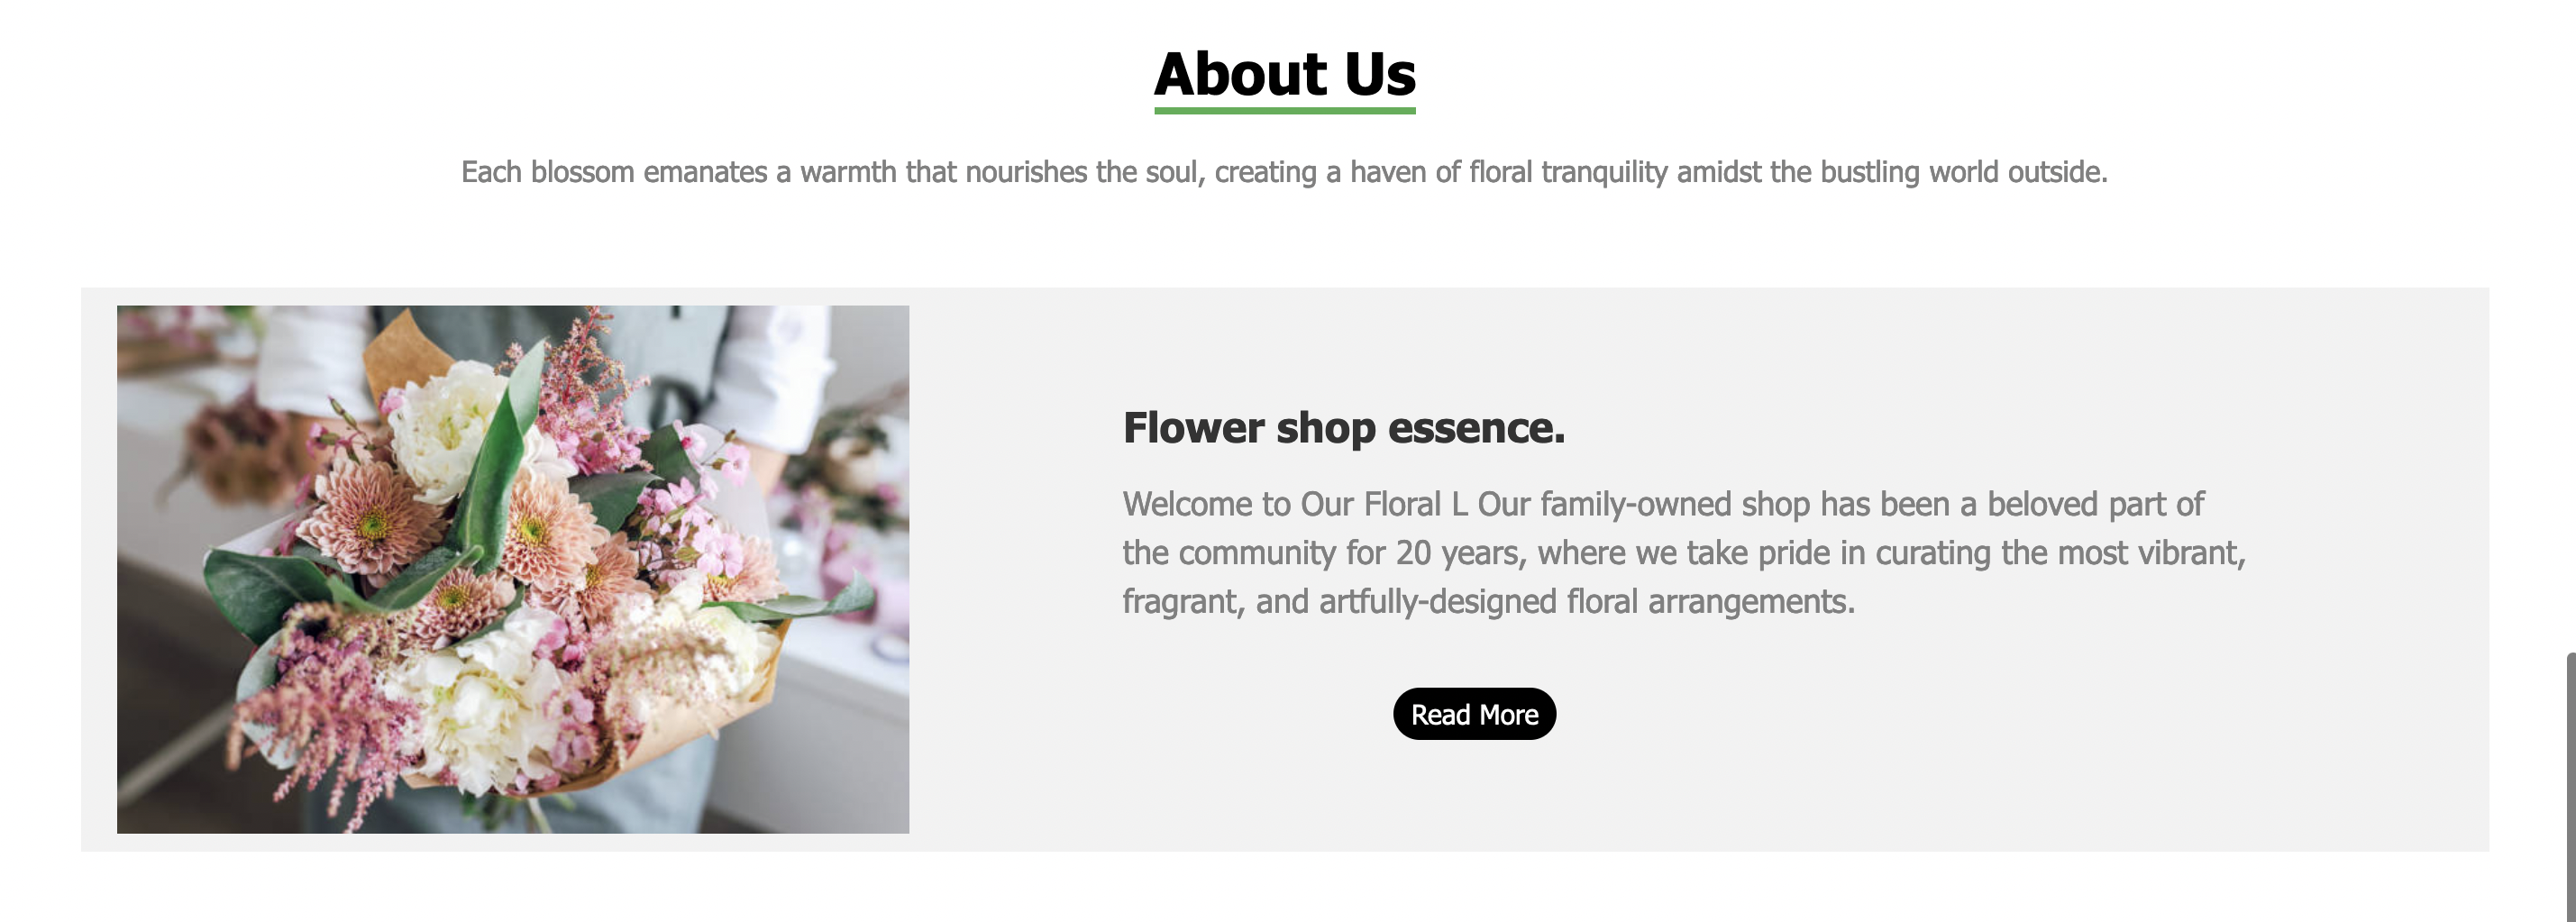 About Us
Each blossom emanates a warmth that nourishes the soul, creating a haven of floral tranquility amidst the bustling world outside.
Flower shop essence.
Welcome to Our Floral L Our family-owned shop has been a beloved part of
the community for 20 years, where we take pride in curating the most vibrant,
fragrant, and artfully-designed floral arrangements.
Read More